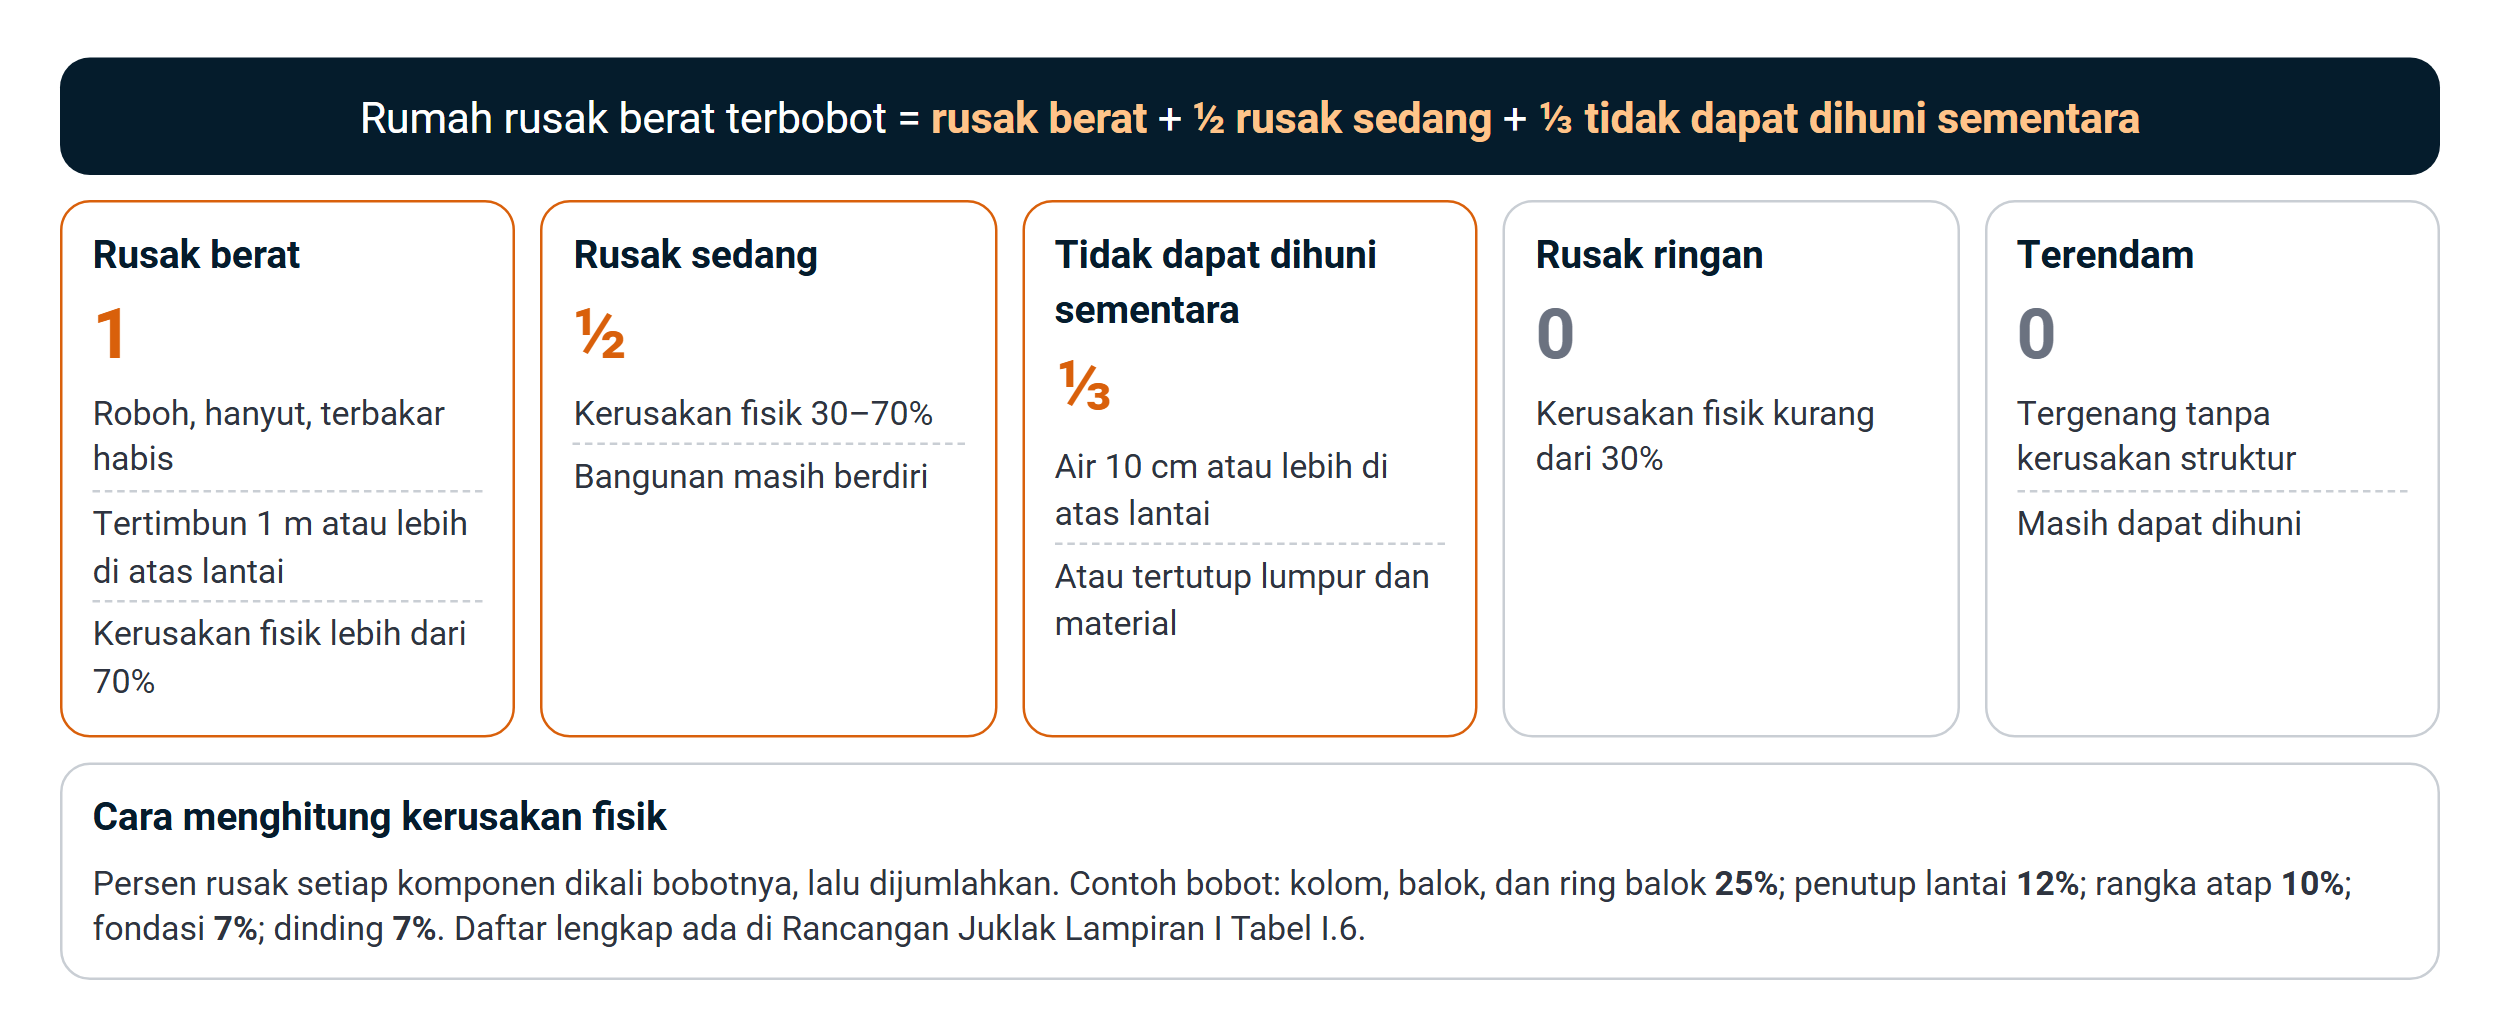 Rumah rusak berat terbobot = rusak berat + ½ rusak sedang + ⅓ tidak dapat dihuni sementara
Rusak berat
1
Roboh, hanyut, terbakar
habis
Tertimbun 1 m atau lebih
di atas lantai
Kerusakan fisik lebih dari
70%
Rusak sedang
½
Kerusakan fisik 30–70%
Bangunan masih berdiri
Tidak dapat dihuni
sementara
⅓
Air 10 cm atau lebih di
atas lantai
Atau tertutup lumpur dan
material
Rusak ringan
0
Kerusakan fisik kurang
dari 30%
Terendam
0
Tergenang tanpa
kerusakan struktur
Masih dapat dihuni
Cara menghitung kerusakan fisik
Persen rusak setiap komponen dikali bobotnya, lalu dijumlahkan. Contoh bobot: kolom, balok, dan ring balok 25%; penutup lantai 12%; rangka atap 10%;
fondasi 7%; dinding 7%. Daftar lengkap ada di Rancangan Juklak Lampiran I Tabel I.6.